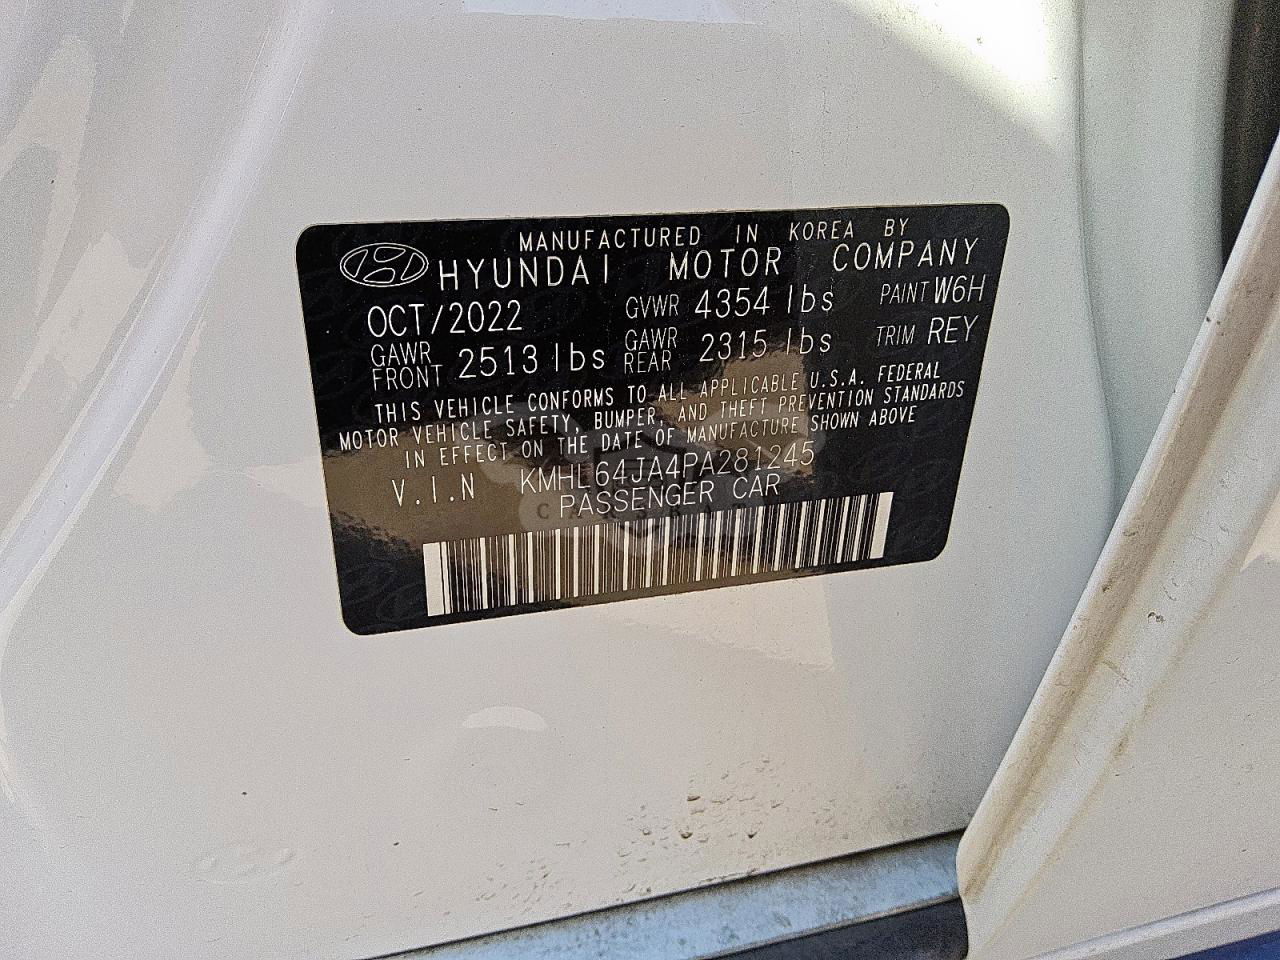 MANUFACTURED IN KOREA BY
HYUNDAI MOTOR COMPANY
OCT/2022 GVWR 4354 lbs PAINT W6H
GAWR FRONT 2513 lbs GAWR REAR 2315 lbs TRIM REY
THIS VEHICLE CONFORMS TO ALL APPLICABLE U.S.A. FEDERAL
MOTOR VEHICLE SAFETY, BUMPER, AND THEFT PREVENTION STANDARDS
IN EFFECT ON THE DATE OF MANUFACTURE SHOWN ABOVE
V.I.N KMHL64JA4PA281245
PASSENGER CAR